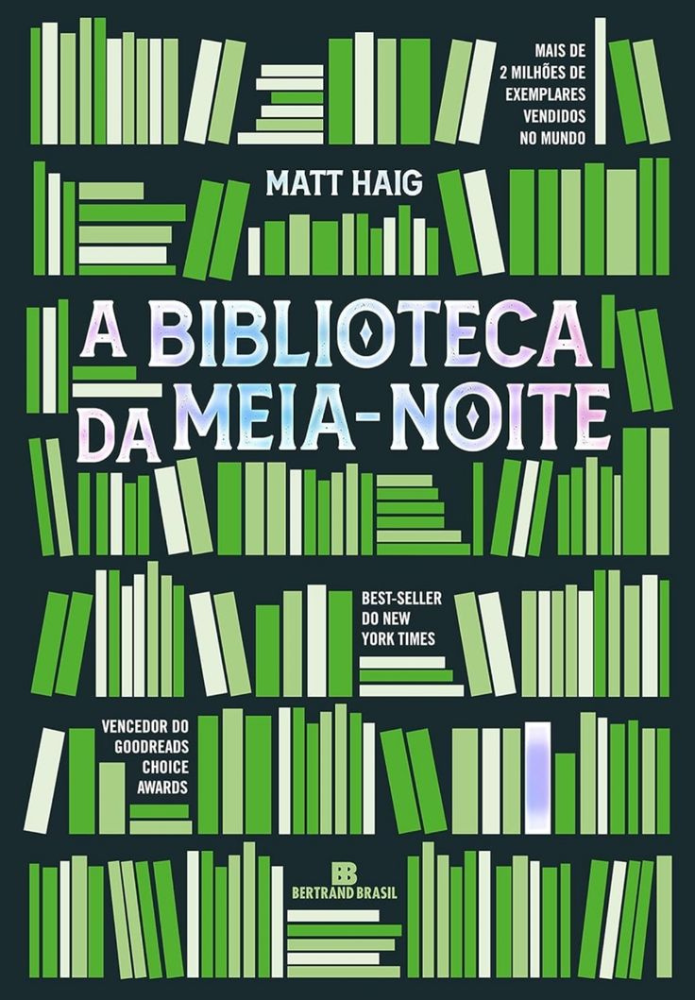 MAIS DE
2 MILHÕES DE
EXEMPLARES
VENDIDOS
NO MUNDO
MATT HAIG
A BIBLIOTECA
DA MEIA-NOITE
BEST-SELLER
DO NEW
YORK TIMES
VENCEDOR DO
GOODREADS
CHOICE
AWARDS
BB
BERTRAND BRASIL